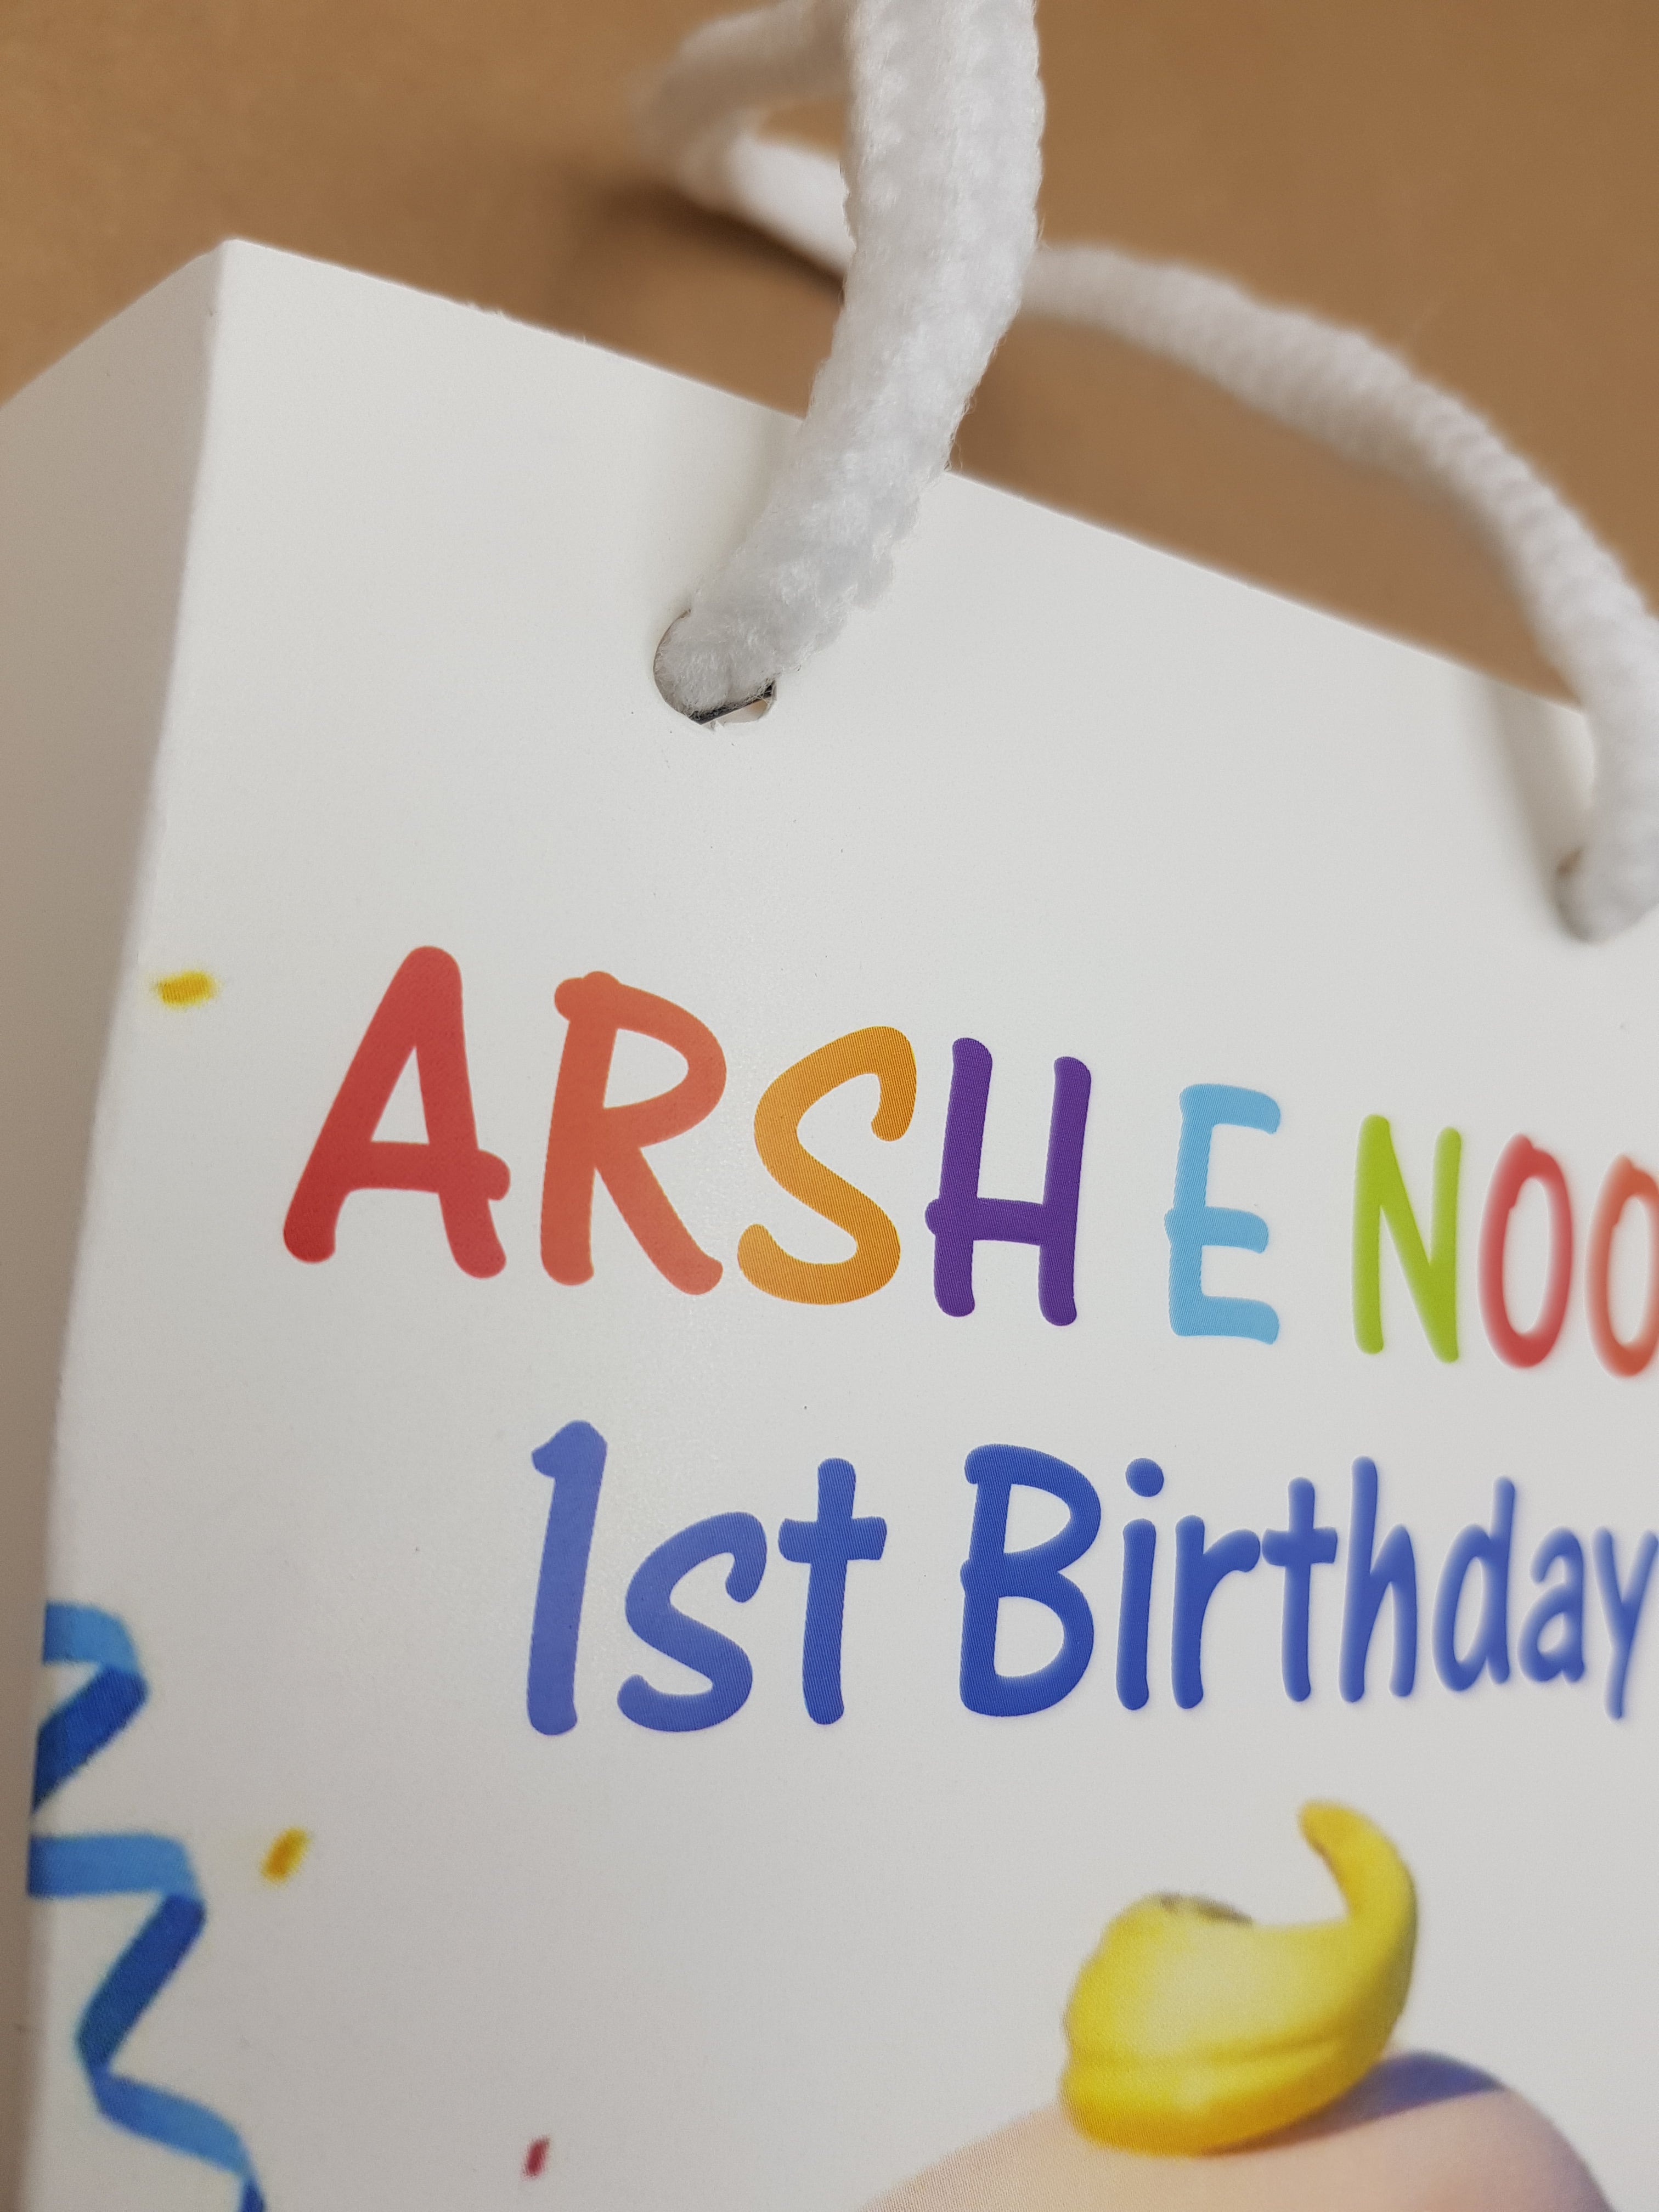 ARSH E NOO
1st Birthday